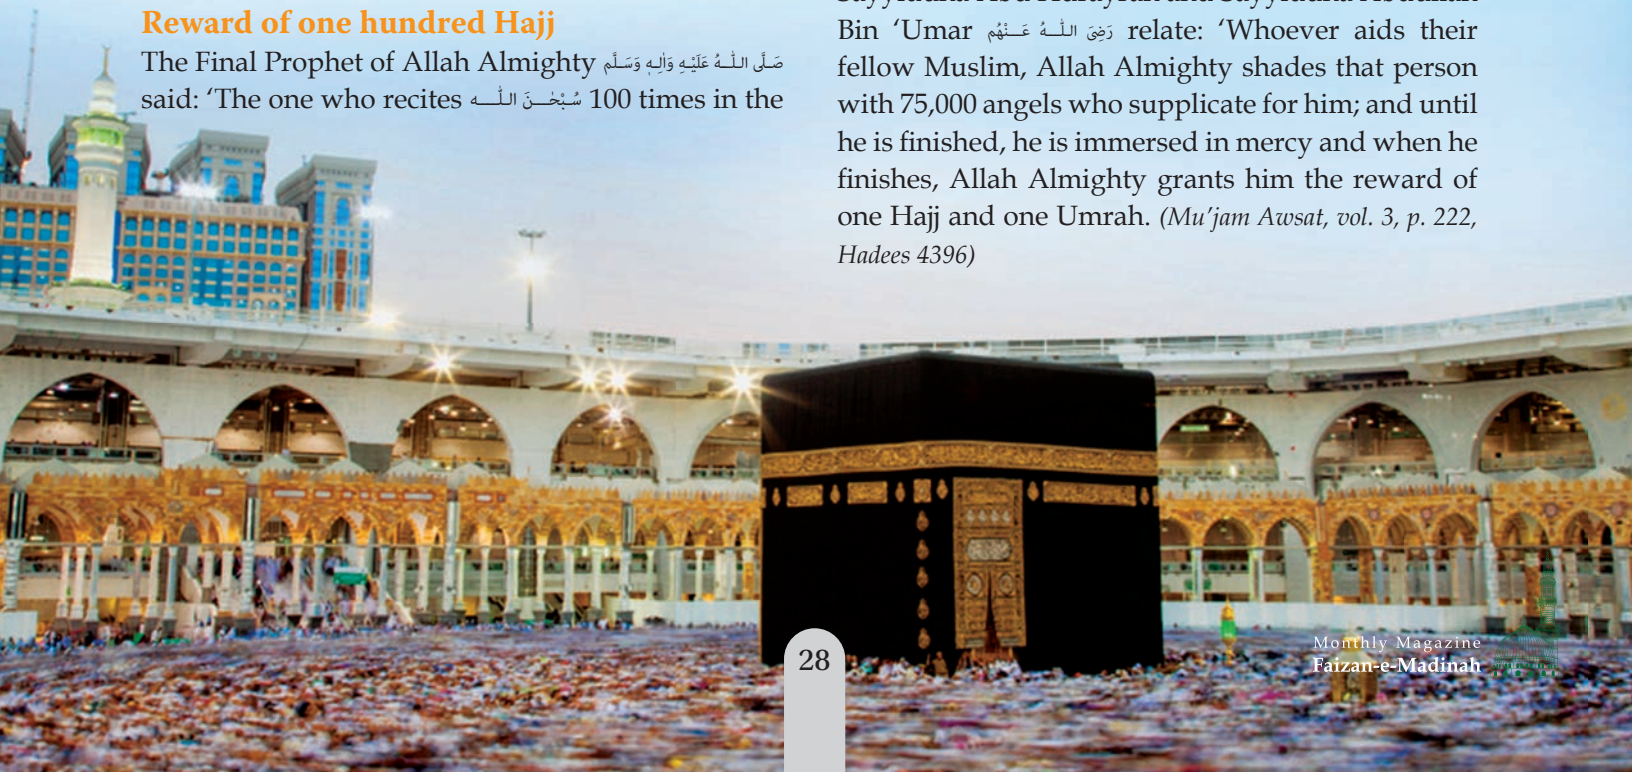 Reward of one hundred Hajj
The Final Prophet of Allah Almighty صَلَّى اللّٰهُ عَلَيْهِ وَاٰلِهٖ وَسَلَّم
said: ‘The one who recites سُبْحٰنَ اللّٰه 100 times in the
Bin ‘Umar رَضِىَ اللّٰهُ عَنْهُم relate: ‘Whoever aids their
fellow Muslim, Allah Almighty shades that person
with 75,000 angels who supplicate for him; and until
he is finished, he is immersed in mercy and when he
finishes, Allah Almighty grants him the reward of
one Hajj and one Umrah. (Mu’jam Awsat, vol. 3, p. 222,
Hadees 4396)
28
Monthly Magazine
Faizan-e-Madinah